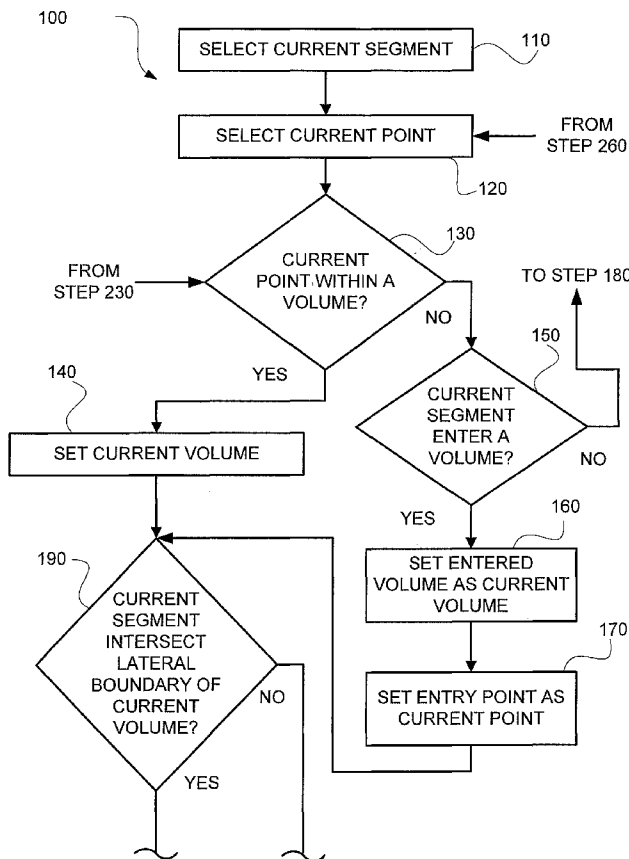 100
SELECT CURRENT SEGMENT
110
SELECT CURRENT POINT
FROM
STEP 260
120
130
CURRENT
POINT WITHIN A
VOLUME?
FROM
STEP 230
TO STEP 180
NO
150
YES
140
CURRENT
SEGMENT
ENTER A
VOLUME?
SET CURRENT VOLUME
NO
YES
160
190
SET ENTERED
VOLUME AS CURRENT
VOLUME
CURRENT
SEGMENT
INTERSECT
LATERAL
BOUNDARY OF
CURRENT
VOLUME?
170
NO
SET ENTRY POINT AS
CURRENT POINT
YES